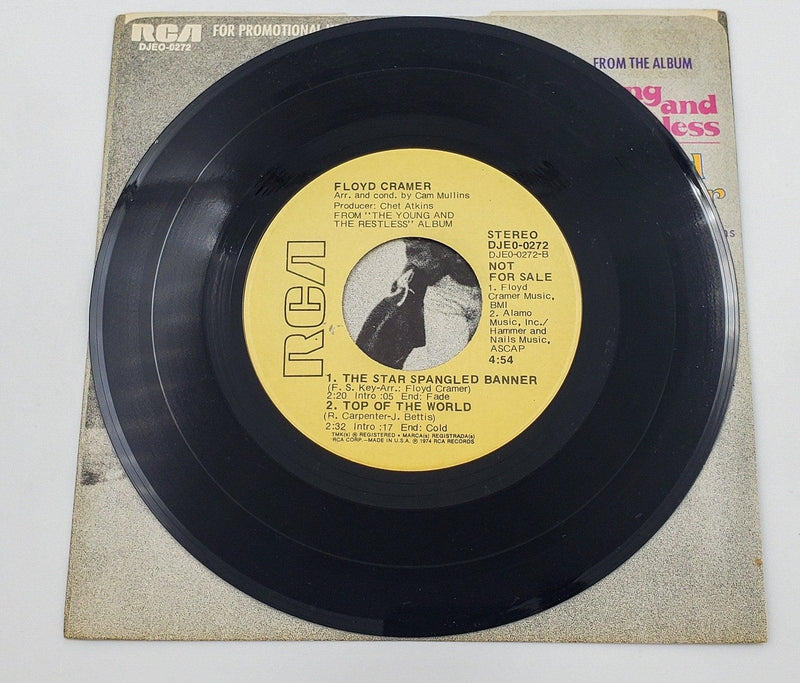 RCA
DJEO-0272
FOR PROMOTIONAL
FROM THE ALBUM
and
FLOYD CRAMER
Arr. and cond. by Cam Mullins
Producer: Chet Atkins
FROM "THE YOUNG AND
THE RESTLESS" ALBUM
RCA
STEREO
DJEO-0272
DJEO-0272-B
NOT
FOR SALE
1. Floyd
Cramer Music,
BMI
2. Alamo
Music, Inc./
Hammer and
Nails Music,
ASCAP
4:54
1. THE STAR SPANGLED BANNER
(F. S. Key-Arr.: Floyd Cramer)
2:20 Intro :05 End: Fade
2. TOP OF THE WORLD
(R. Carpenter-J. Bettis)
2:32 Intro :17 End: Cold
TMK(s) ® REGISTERED • MARCA(s) REGISTRADA(s)
RCA CORP.-MADE IN U.S.A. ℗ 1974 RCA RECORDS